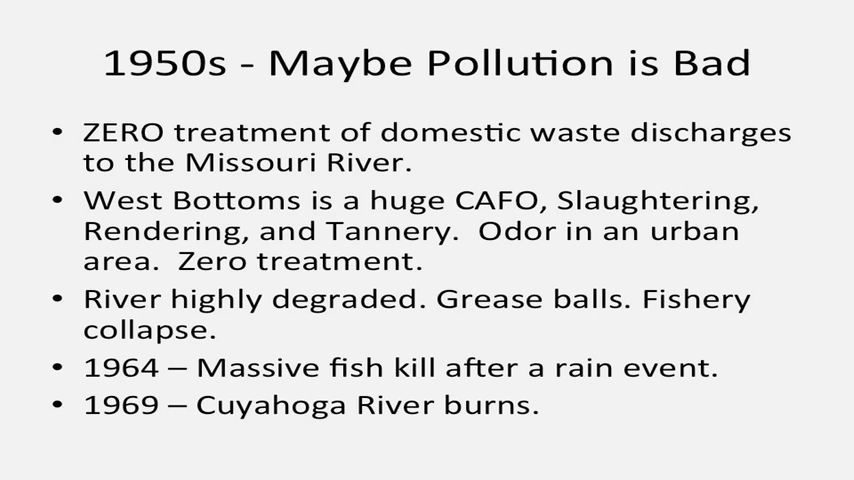 1950s - Maybe Pollution is Bad
• ZERO treatment of domestic waste discharges
to the Missouri River.
• West Bottoms is a huge CAFO, Slaughtering,
Rendering, and Tannery.  Odor in an urban
area.  Zero treatment.
• River highly degraded. Grease balls. Fishery
collapse.
• 1964 – Massive fish kill after a rain event.
• 1969 – Cuyahoga River burns.